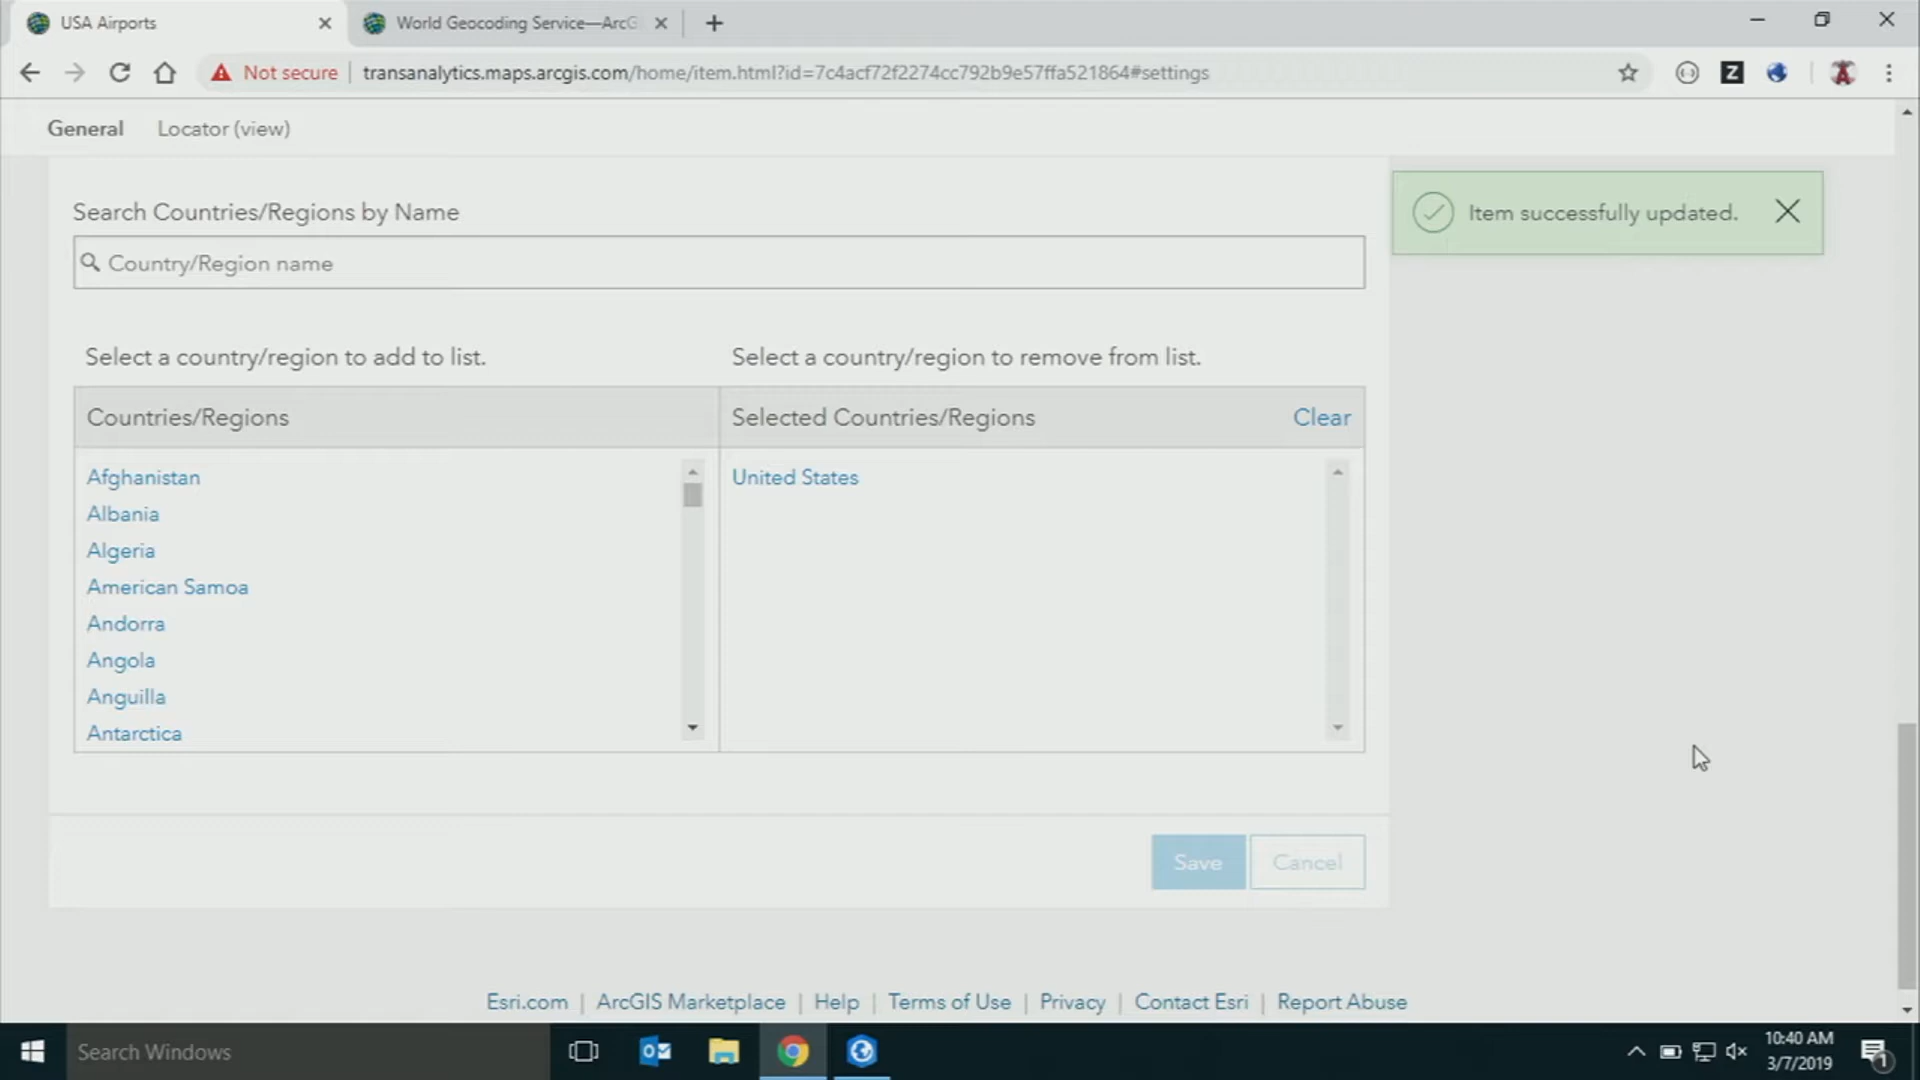 USA Airports
World Geocoding Service—ArcG
Not secure
transanalytics.maps.arcgis.com/home/item.html?id=7c4acf72f2274cc792b9e57ffa521864#settings
Z
General
Locator (view)
Item successfully updated.
Search Countries/Regions by Name
Country/Region name
Select a country/region to add to list.
Select a country/region to remove from list.
Countries/Regions
Selected Countries/Regions
Clear
Afghanistan
Albania
Algeria
American Samoa
Andorra
Angola
Anguilla
Antarctica
United States
Save
Cancel
Esri.com | ArcGIS Marketplace | Help | Terms of Use | Privacy | Contact Esri | Report Abuse
Search Windows
10:40 AM
3/7/2019
1